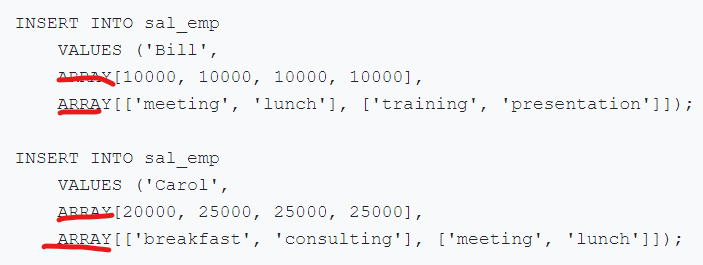 INSERT INTO sal_emp
VALUES ('Bill',
ARRAY[10000, 10000, 10000, 10000],
ARRAY[['meeting', 'lunch'], ['training', 'presentation']]);
INSERT INTO sal_emp
VALUES ('Carol',
ARRAY[20000, 25000, 25000, 25000],
ARRAY[['breakfast', 'consulting'], ['meeting', 'lunch']]);